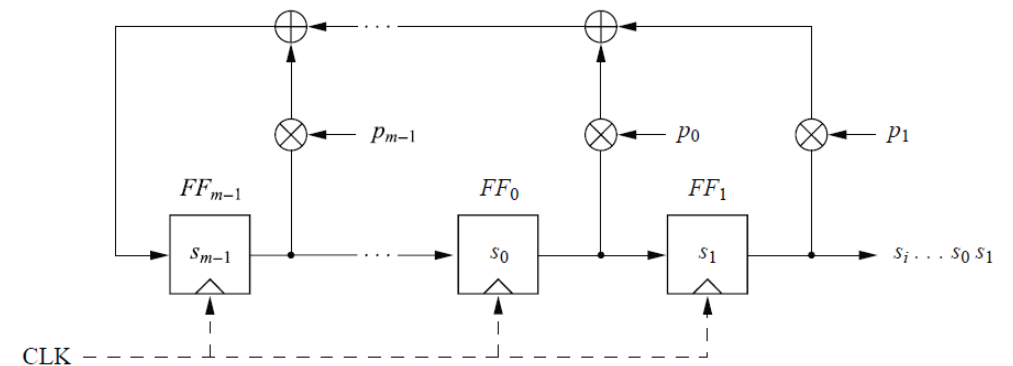 · · ·
p_{m−1} p_0 p_1
FF_{m−1} FF_0 FF_1
s_{m−1} · · · s_0 s_1 s_i . . . s_0 s_1
CLK